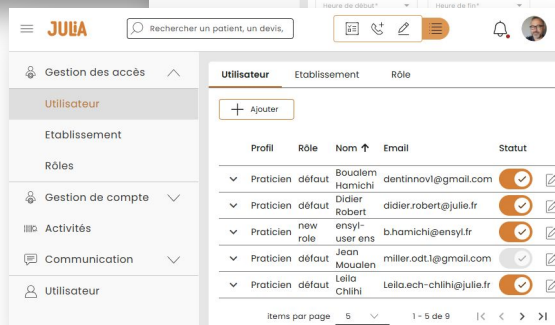 Heure de début*
Heure de fin*
JULiA
Rechercher un patient, un devis,
Gestion des accès
Utilisateur
Etablissement
Rôles
Gestion de compte
Activités
Communication
Utilisateur
Utilisateur Etablissement Rôle
Ajouter
Profil Rôle Nom ↑ Email Statut
Praticien défaut Boualem Hamichi dentinnov1@gmail.com
Praticien défaut Didier Robert didier.robert@julie.fr
Praticien new role ensyl-user ens b.hamichi@ensyl.fr
Praticien défaut Jean Moualen miller.odt.1@gmail.com
Praticien défaut Leila Chlihi Leila.ech-chlihi@julie.fr
items par page 5 1 - 5 de 9